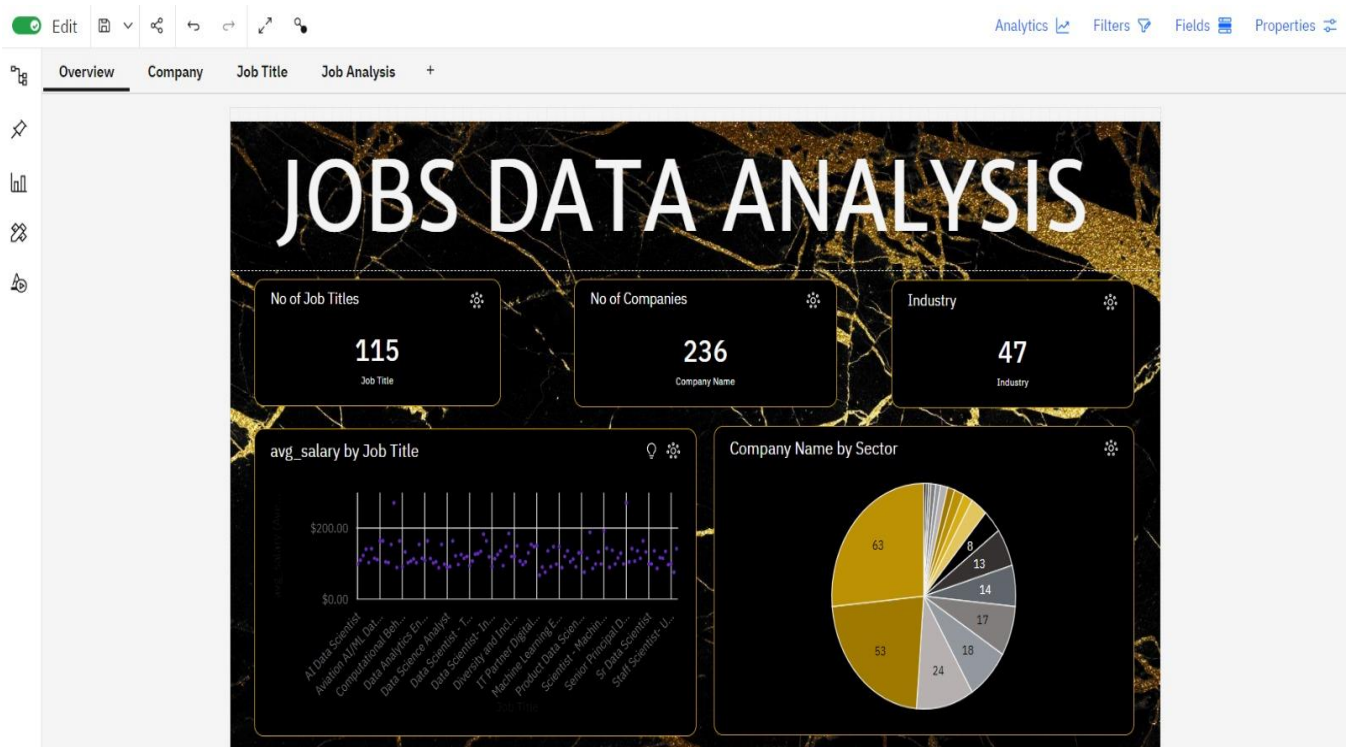 Edit
Analytics Filters Fields Properties
Overview Company Job Title Job Analysis +
JOBS DATA ANALYSIS
No of Job Titles
115
Job Title
No of Companies
236
Company Name
Industry
47
Industry
avg_salary by Job Title
$200.00
$0.00
AI Data Scientist
Aviation AI/ML Dat...
Computational Beh...
Data Analytics En...
Data Science Analyst
Data Scientist - T...
Data Scientist- In...
Diversity and Incl...
IT Partner Digital...
Machine Learning E...
Product Data Scien...
Scientist - Machin...
Senior Principal D...
Sr Data Scientist
Staff Scientist- U...
Job Title
Company Name by Sector
63
53
24
18
17
14
13
8